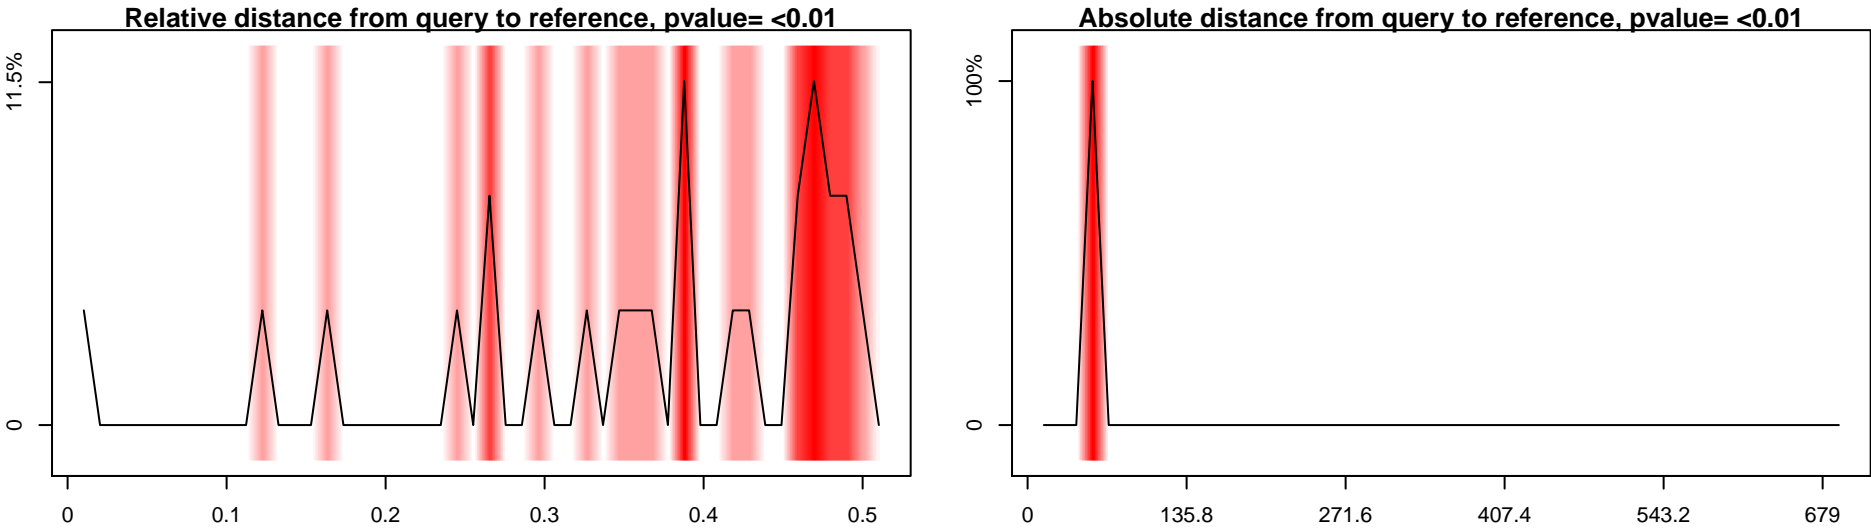 Relative distance from query to reference, pvalue= <0.01
11.5%
0
0 0.1 0.2 0.3 0.4 0.5
Absolute distance from query to reference, pvalue= <0.01
100%
0
0 135.8 271.6 407.4 543.2 679